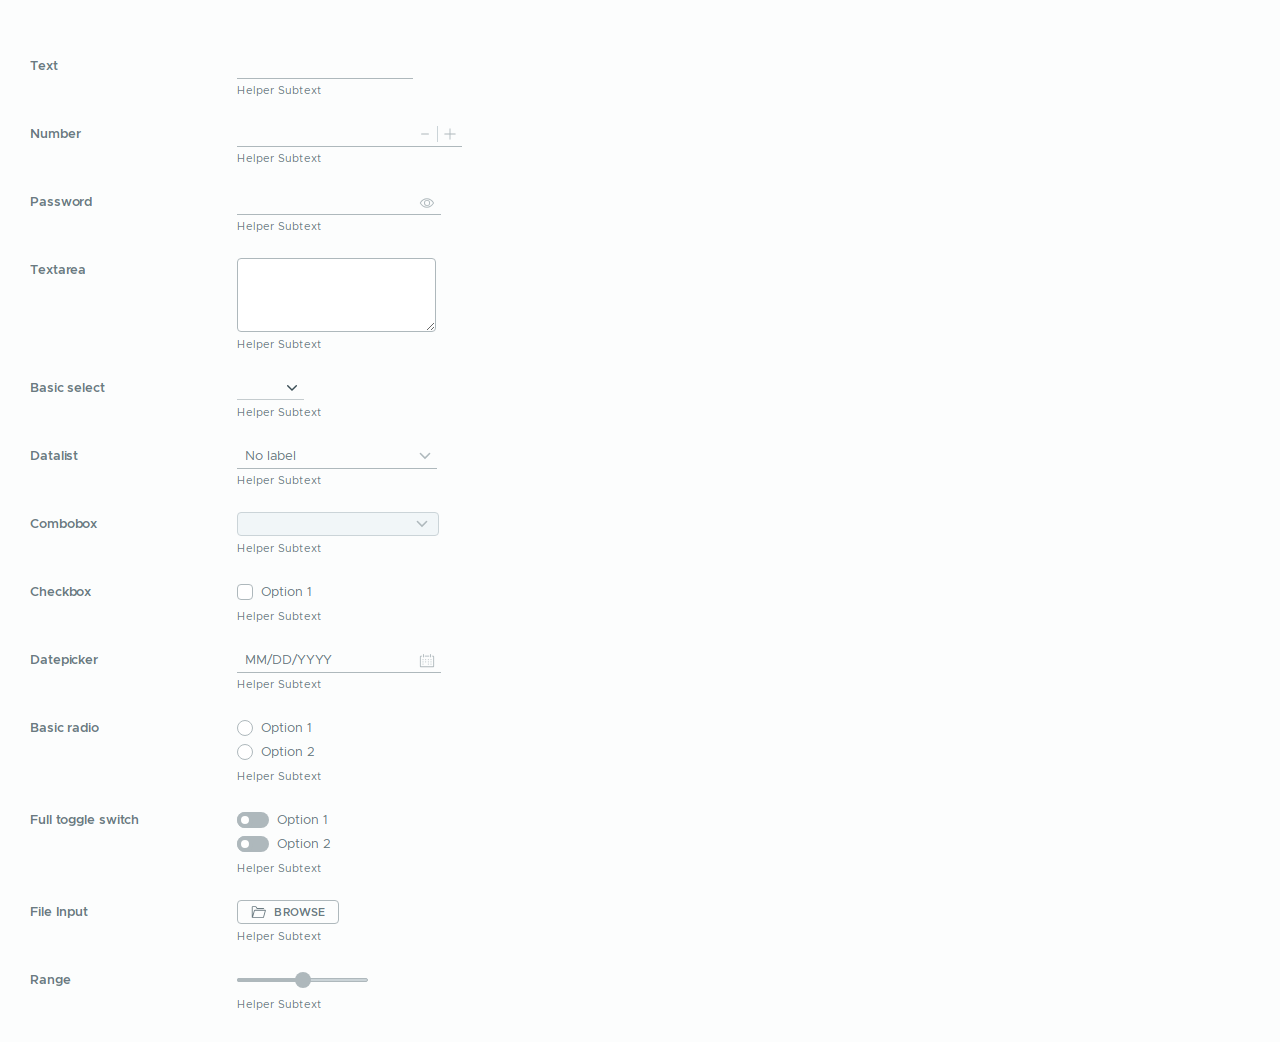 Text
Helper Subtext
Number
Helper Subtext
Password
Helper Subtext
Textarea
Helper Subtext
Basic select
Helper Subtext
Datalist No label
Helper Subtext
Combobox
Helper Subtext
Checkbox Option 1
Helper Subtext
Datepicker MM/DD/YYYY
Helper Subtext
Basic radio Option 1
Option 2
Helper Subtext
Full toggle switch Option 1
Option 2
Helper Subtext
File Input BROWSE
Helper Subtext
Range
Helper Subtext